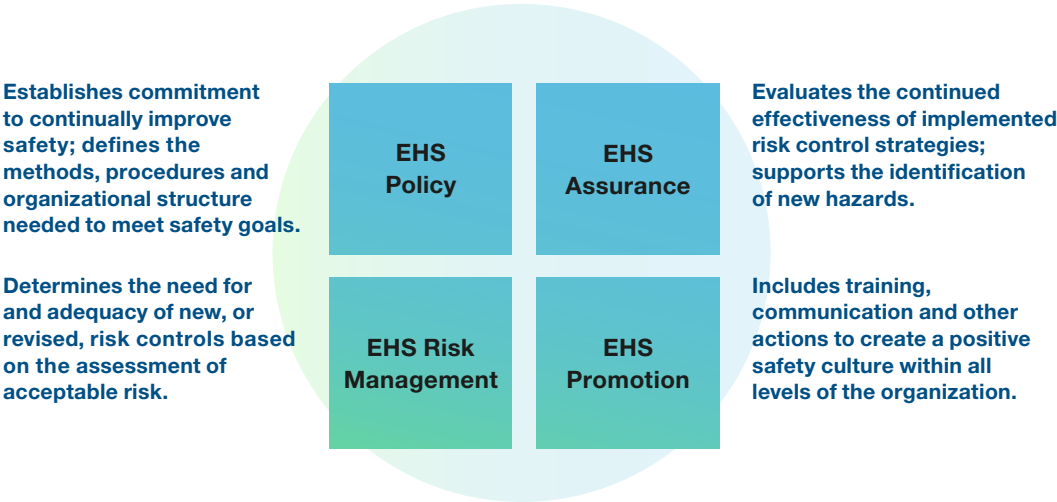 Establishes commitment
to continually improve
safety; defines the
methods, procedures and
organizational structure
needed to meet safety goals.
EHS
Policy
EHS
Assurance
Evaluates the continued
effectiveness of implemented
risk control strategies;
supports the identification
of new hazards.
Determines the need for
and adequacy of new, or
revised, risk controls based
on the assessment of
acceptable risk.
EHS Risk
Management
EHS
Promotion
Includes training,
communication and other
actions to create a positive
safety culture within all
levels of the organization.